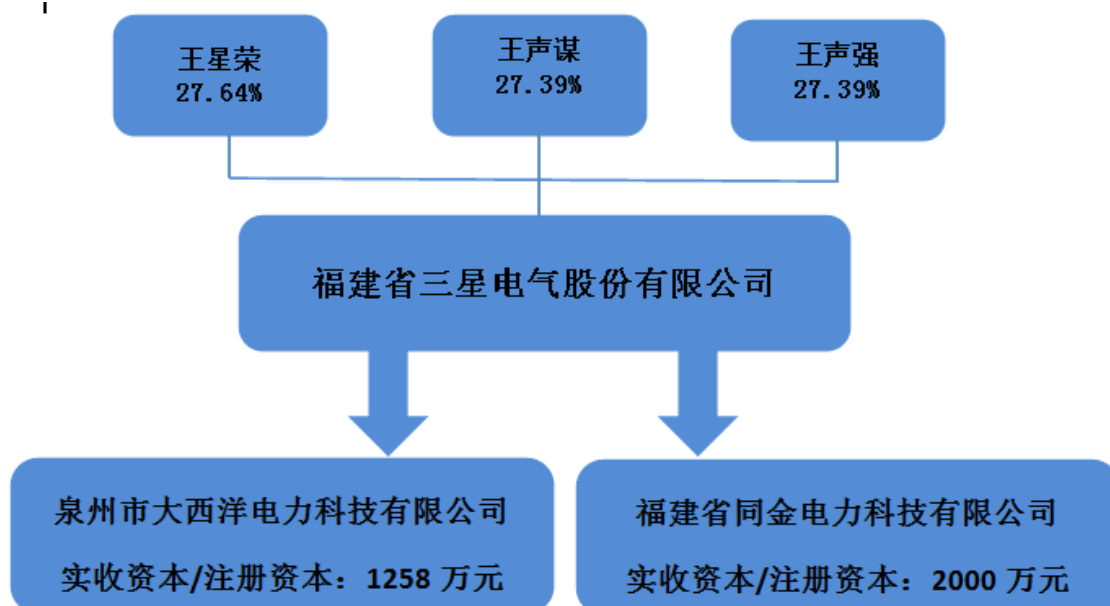 王星荣
27.64%
王声谋
27.39%
王声强
27.39%
福建省三星电气股份有限公司
泉州市大西洋电力科技有限公司
实收资本/注册资本：1258 万元
福建省同金电力科技有限公司
实收资本/注册资本：2000 万元